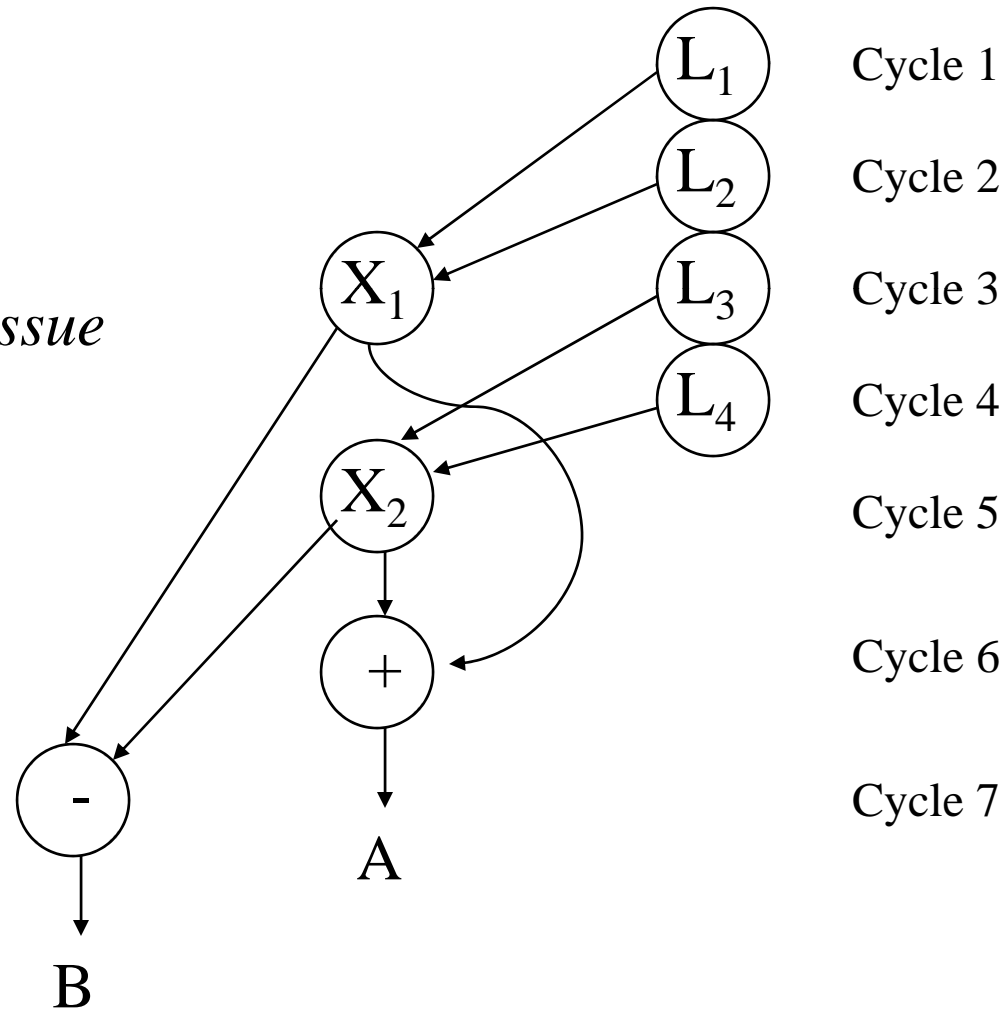 L₁ Cycle 1
L₂ Cycle 2
X₁ L₃ Cycle 3
ssue
L₄ Cycle 4
X₂ Cycle 5
+ Cycle 6
- Cycle 7
A
B